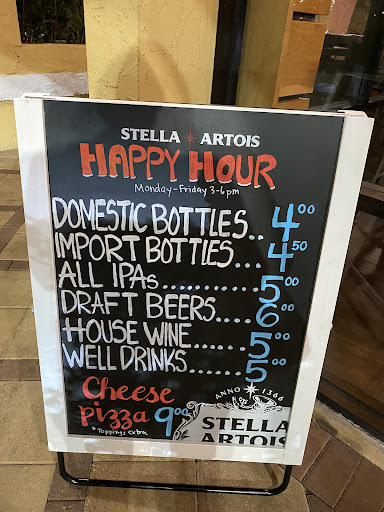 STELLA ARTOIS
HAPPY HOUR
Monday-Friday 3-6pm
DOMESTIC BOTTLES.. 4.00
IMPORT BOTTLES.... 4.50
ALL IPAs........... 5.00
DRAFT BEERS.... 6.00
HOUSE WINE..... 5.00
WELL DRINKS..... 5.00
Cheese
Pizza 9.00
* Toppings extra
ANNO 1366
STELLA
ARTOIS